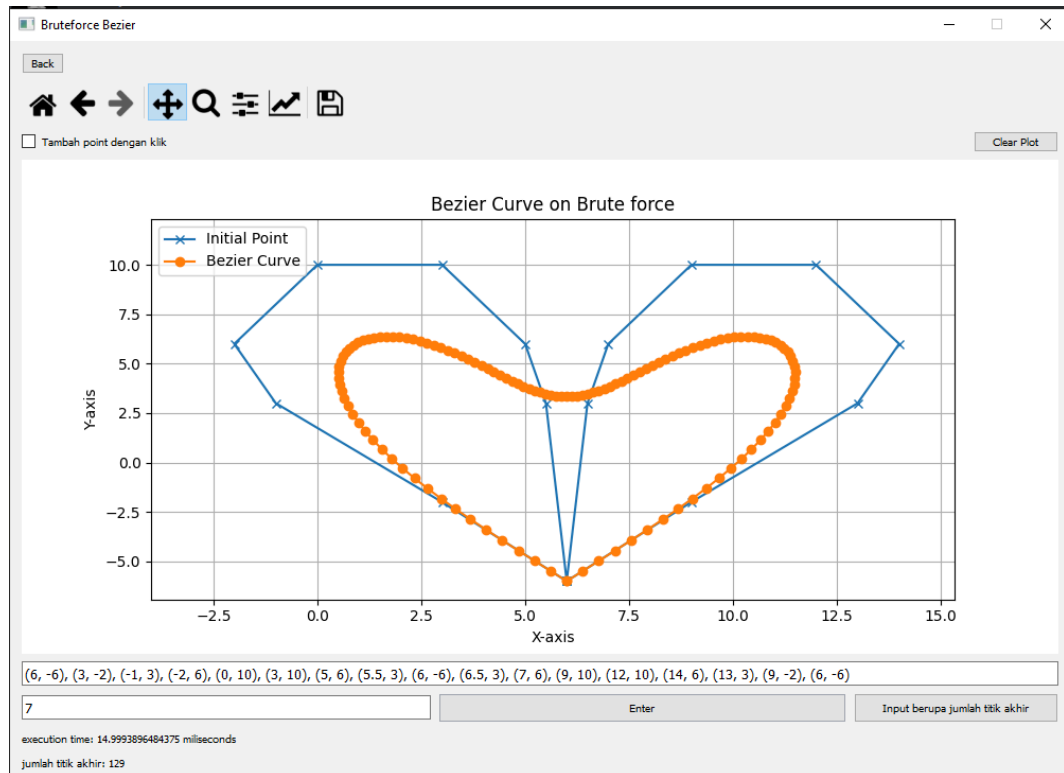 Bruteforce Bezier
Back
Tambah point dengan klik
Clear Plot
Bezier Curve on Brute force
Initial Point
Bezier Curve
10.0
7.5
5.0
2.5
0.0
−2.5
−5.0
Y-axis
−2.5 0.0 2.5 5.0 7.5 10.0 12.5 15.0
X-axis
(6, -6), (3, -2), (-1, 3), (-2, 6), (0, 10), (3, 10), (5, 6), (5.5, 3), (6, -6), (6.5, 3), (7, 6), (9, 10), (12, 10), (14, 6), (13, 3), (9, -2), (6, -6)
7
Enter
Input berupa jumlah titik akhir
execution time: 14.9993896484375 miliseconds
jumlah titik akhir: 129